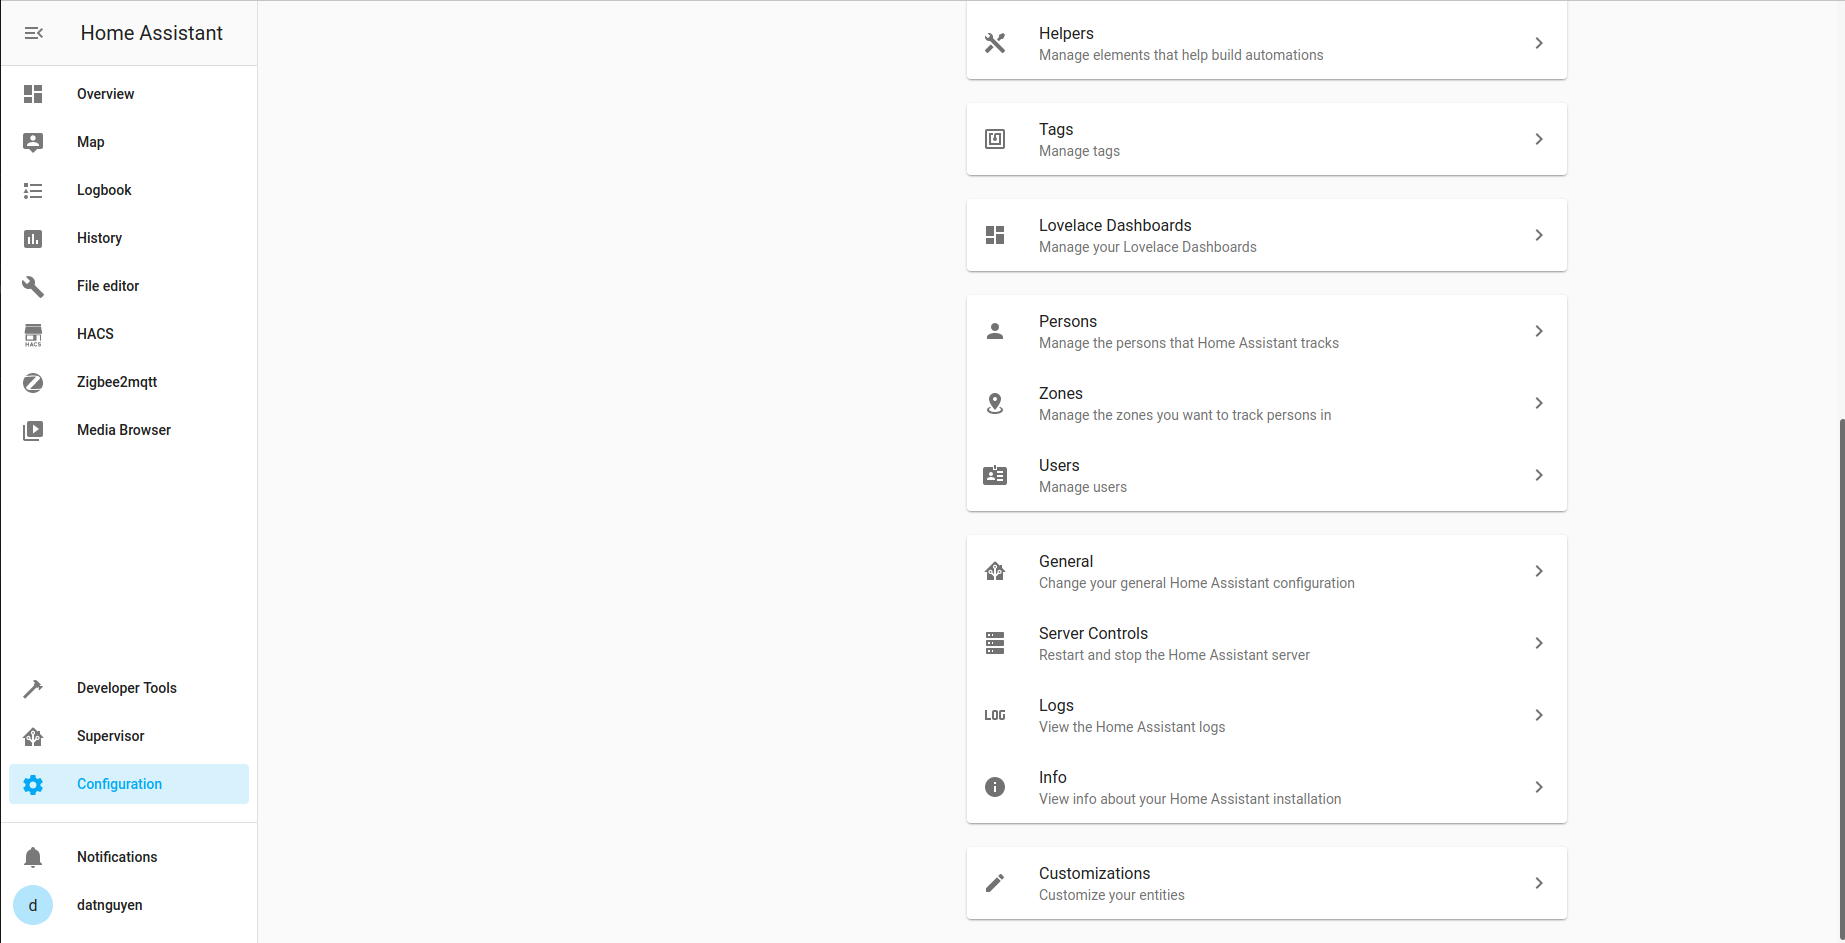 Home Assistant
Overview
Map
Logbook
History
File editor
HACS
HACS
Zigbee2mqtt
Media Browser
Developer Tools
Supervisor
Configuration
Notifications
d
datnguyen
Helpers
Manage elements that help build automations
Tags
Manage tags
Lovelace Dashboards
Manage your Lovelace Dashboards
Persons
Manage the persons that Home Assistant tracks
Zones
Manage the zones you want to track persons in
Users
Manage users
General
Change your general Home Assistant configuration
Server Controls
Restart and stop the Home Assistant server
LOG
Logs
View the Home Assistant logs
Info
View info about your Home Assistant installation
Customizations
Customize your entities